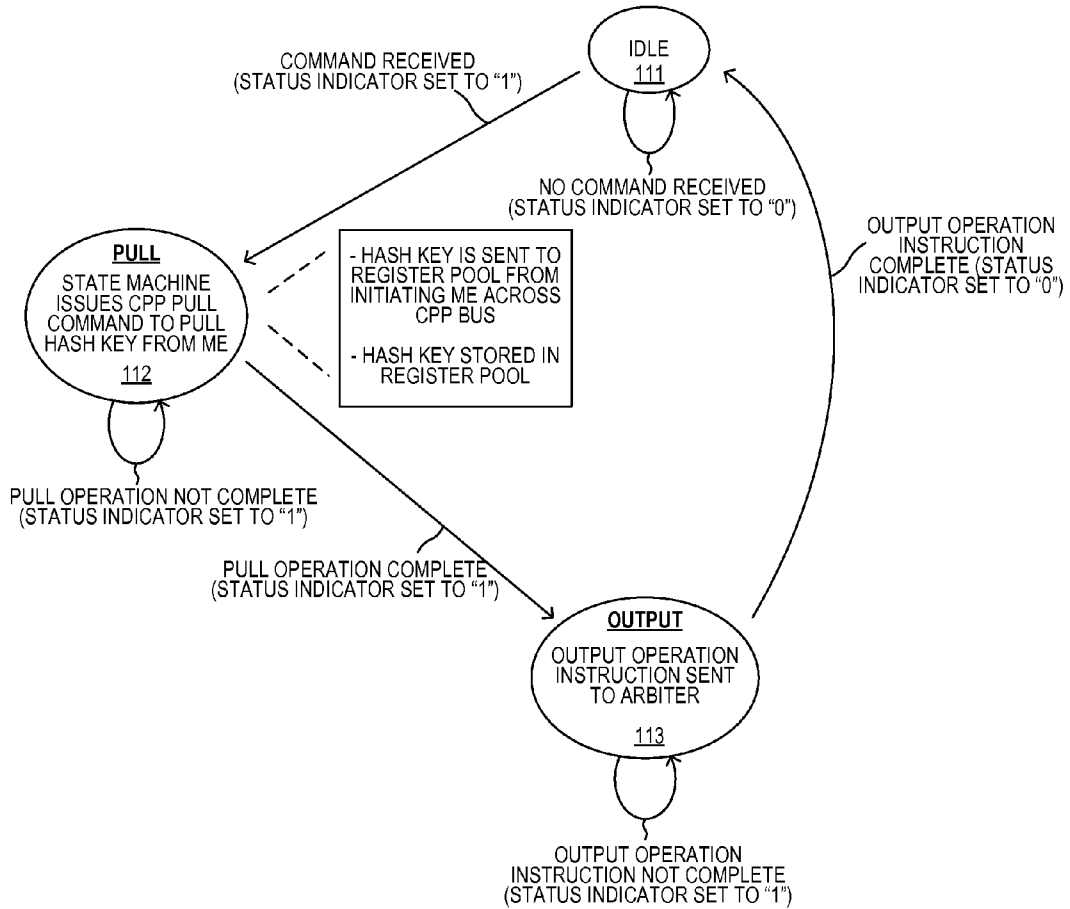 IDLE
111
COMMAND RECEIVED
(STATUS INDICATOR SET TO “1”)
NO COMMAND RECEIVED
(STATUS INDICATOR SET TO “0”)
OUTPUT OPERATION
INSTRUCTION
COMPLETE (STATUS
INDICATOR SET TO “0”)
PULL
STATE MACHINE
ISSUES CPP PULL
COMMAND TO PULL
HASH KEY FROM ME
112
- HASH KEY IS SENT TO
REGISTER POOL FROM
INITIATING ME ACROSS
CPP BUS
- HASH KEY STORED IN
REGISTER POOL
PULL OPERATION NOT COMPLETE
(STATUS INDICATOR SET TO “1”)
PULL OPERATION COMPLETE
(STATUS INDICATOR SET TO “1”)
OUTPUT
OUTPUT OPERATION
INSTRUCTION SENT
TO ARBITER
113
OUTPUT OPERATION
INSTRUCTION NOT COMPLETE
(STATUS INDICATOR SET TO “1”)